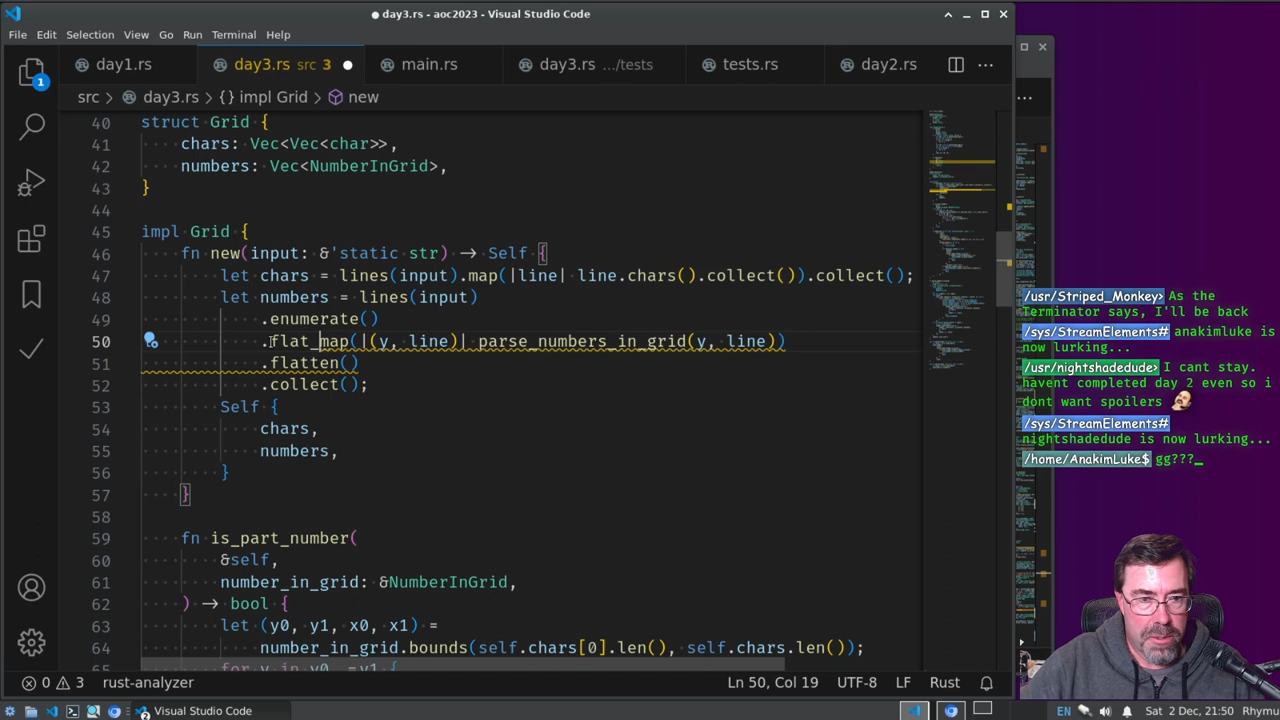 day3.rs - aoc2023 - Visual Studio Code
File Edit Selection View Go Run Terminal Help
day1.rs day3.rs src 3 main.rs day3.rs .../tests tests.rs day2.rs
src > day3.rs > {} impl Grid > new
40 struct Grid {
41 chars: Vec<Vec<char>>,
42 numbers: Vec<NumberInGrid>,
43 }
44
45 impl Grid {
46 fn new(input: &'static str) -> Self {
47 let chars = lines(input).map(|line| line.chars().collect()).collect();
48 let numbers = lines(input)
49 .enumerate()
50 .flat_map(|(y, line)| parse_numbers_in_grid(y, line))
51 .flatten()
52 .collect();
53 Self {
54 chars,
55 numbers,
56 }
57 }
58
59 fn is_part_number(
60 &self,
61 number_in_grid: &NumberInGrid,
62 ) -> bool {
63 let (y0, y1, x0, x1) =
64 number_in_grid.bounds(self.chars[0].len(), self.chars.len());
65 for y in y0..=y1 {
1
/usr/Striped_Monkey> As the
Terminator says, I'll be back
/sys/StreamElements# anakimluke is
now lurking...
/usr/nightshadedude> I cant stay.
havent completed day 2 even so i
dont want spoilers
/sys/StreamElements#
nightshadedude is now lurking...
/home/AnakimLuke$ gg???_
0 3 rust-analyzer Ln 50, Col 19 UTF-8 LF Rust
2 Visual Studio Code EN Sat 2 Dec, 21:50 Rhymu